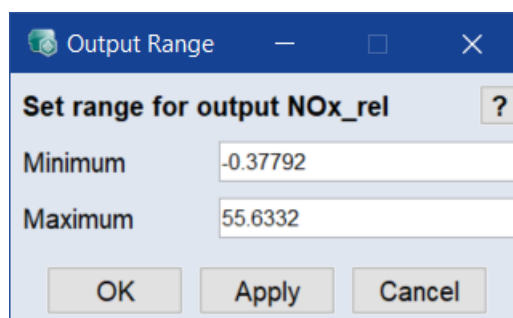 Output Range
Set range for output NOx_rel ?
Minimum -0.37792
Maximum 55.6332
OK Apply Cancel